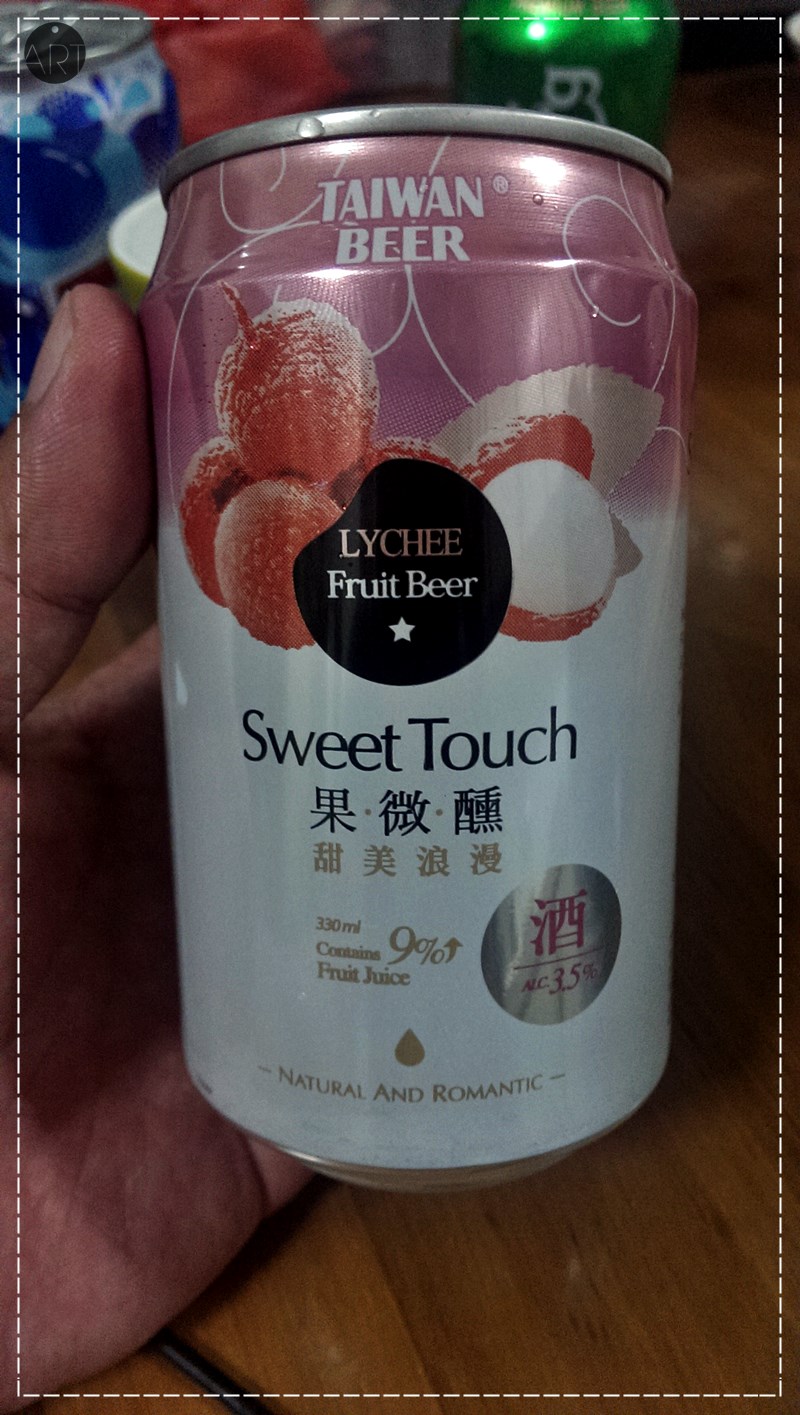 ART
TAIWAN®
BEER
LYCHEE
Fruit Beer
Sweet Touch
果·微·醺
甜美浪漫
330ml
Contains 9%
Fruit Juice
酒
ALC. 3.5%
- NATURAL AND ROMANTIC -